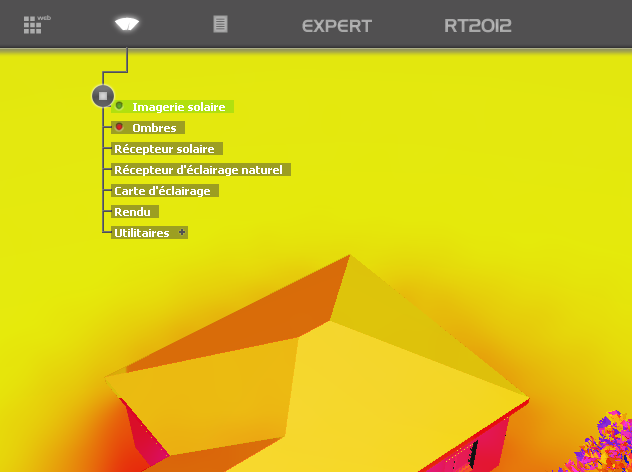 web
EXPERT
RT2012
Imagerie solaire
Ombres
Récepteur solaire
Récepteur d'éclairage naturel
Carte d'éclairage
Rendu
Utilitaires +